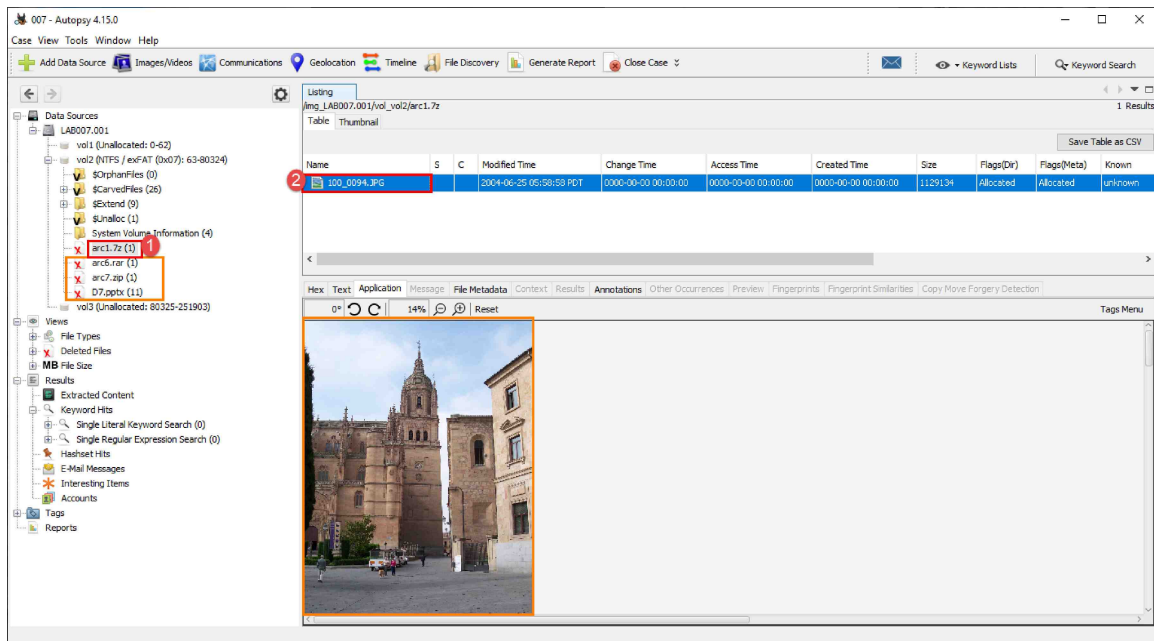 007 - Autopsy 4.15.0
Case View Tools Window Help
Add Data Source Images/Videos Communications Geolocation Timeline File Discovery Generate Report Close Case Keyword Lists Keyword Search
Listing
/img_LAB007.001/vol_vol2/arc1.7z
1 Results
Table Thumbnail
Save Table as CSV
Name S C Modified Time Change Time Access Time Created Time Size Flags(Dir) Flags(Meta) Known
2 100_0094.JPG 2004-06-25 05:58:58 PDT 0000-00-00 00:00:00 0000-00-00 00:00:00 0000-00-00 00:00:00 1129134 Allocated Allocated unknown
Data Sources
LAB007.001
vol1 (Unallocated: 0-62)
vol2 (NTFS / exFAT (0x07): 63-80324)
$OrphanFiles (0)
$CarvedFiles (26)
$Extend (9)
$Unalloc (1)
System Volume Information (4)
arc1.7z (1) 1
arc6.rar (1)
arc7.zip (1)
D7.pptx (11)
vol3 (Unallocated: 80325-251903)
Views
File Types
Deleted Files
MB File Size
Results
Extracted Content
Keyword Hits
Single Literal Keyword Search (0)
Single Regular Expression Search (0)
Hashset Hits
E-Mail Messages
Interesting Items
Accounts
Tags
Reports
Hex Text Application Message File Metadata Context Results Annotations Other Occurrences Preview Fingerprints Fingerprint Similarities Copy Move Forgery Detection
0° 14% Reset Tags Menu